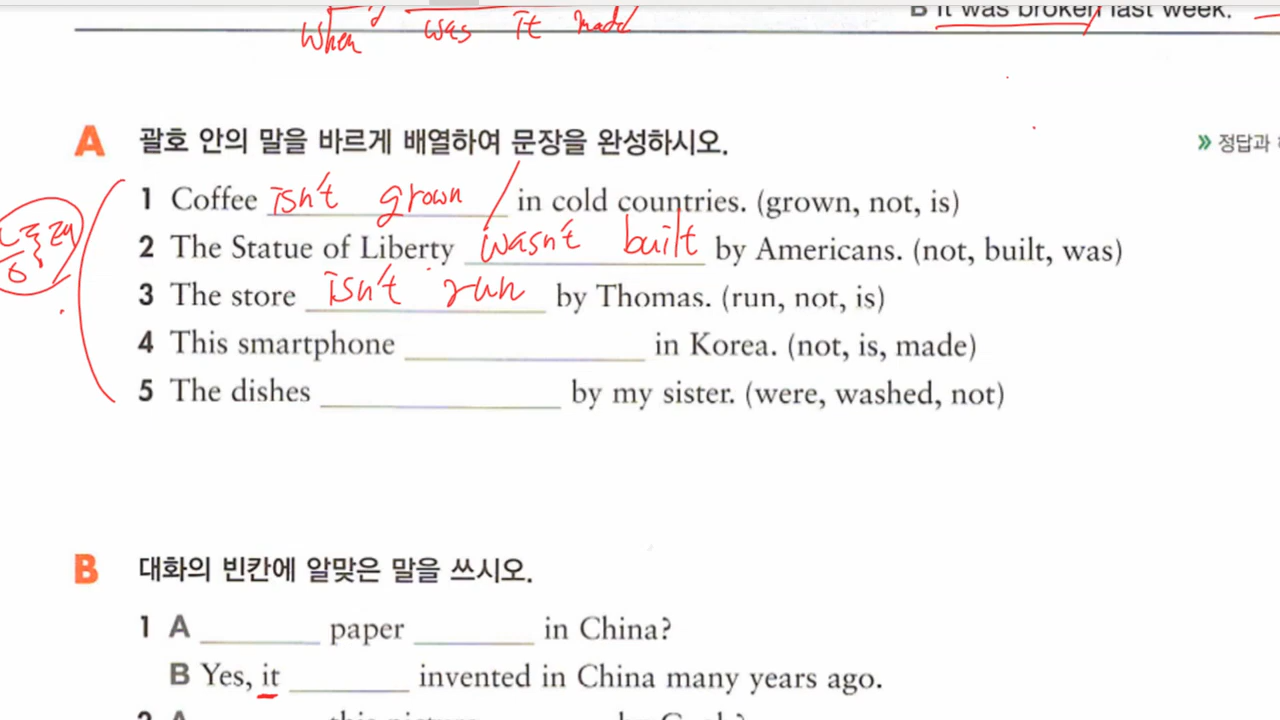 B It was broken last week.
When was it made
A 괄호 안의 말을 바르게 배열하여 문장을 완성하시오.
» 정답과
1 Coffee isn't grown in cold countries. (grown, not, is)
2 The Statue of Liberty wasn't built by Americans. (not, built, was)
3 The store isn't run by Thomas. (run, not, is)
4 This smartphone in Korea. (not, is, made)
5 The dishes by my sister. (were, washed, not)
B 대화의 빈칸에 알맞은 말을 쓰시오.
1 A paper in China?
B Yes, it invented in China many years ago.
2 A this picture